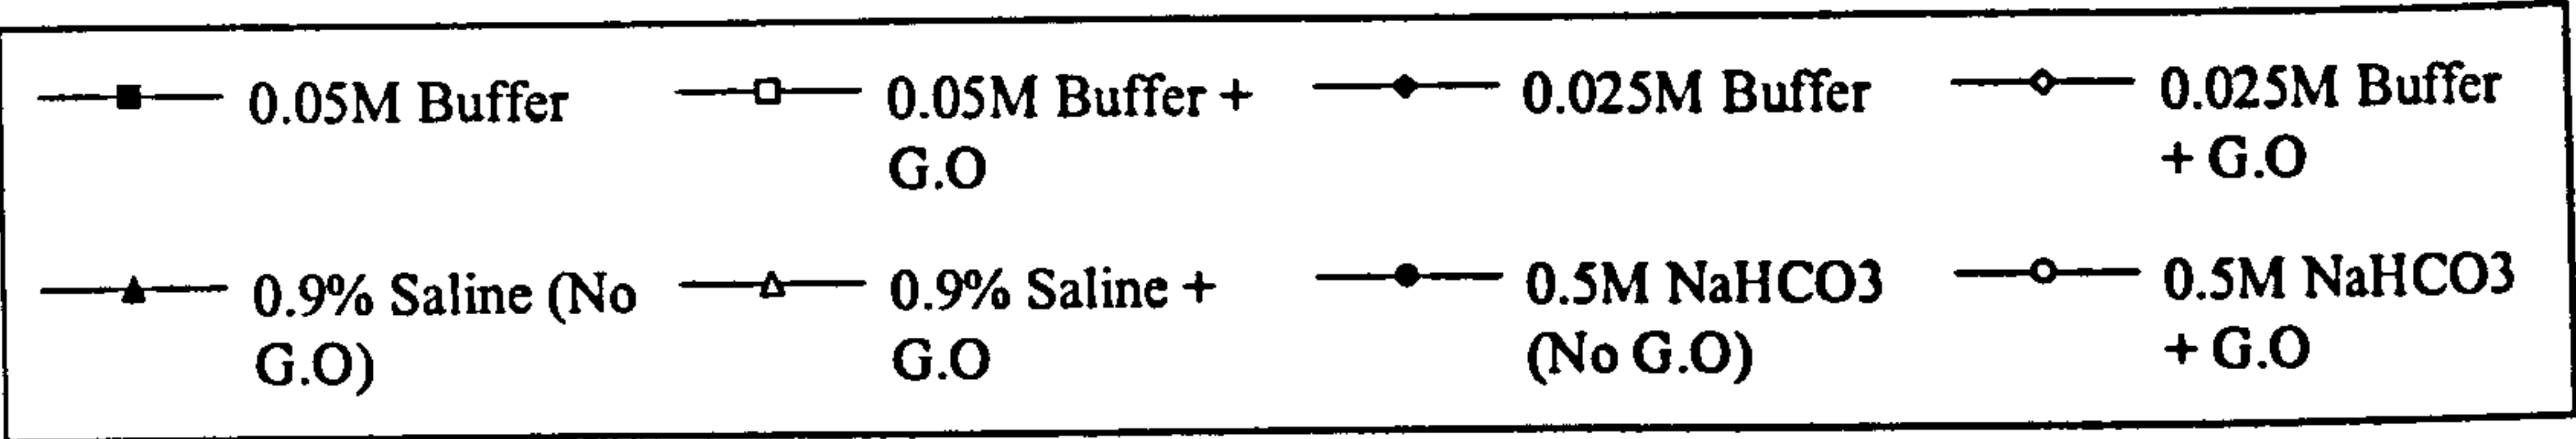 0.05M Buffer
0.05M Buffer +
G.O
0.025M Buffer
0.025M Buffer
+ G.O
0.9% Saline (No
G.O)
0.9% Saline +
G.O
0.5M NaHCO3
(No G.O)
0.5M NaHCO3
+ G.O